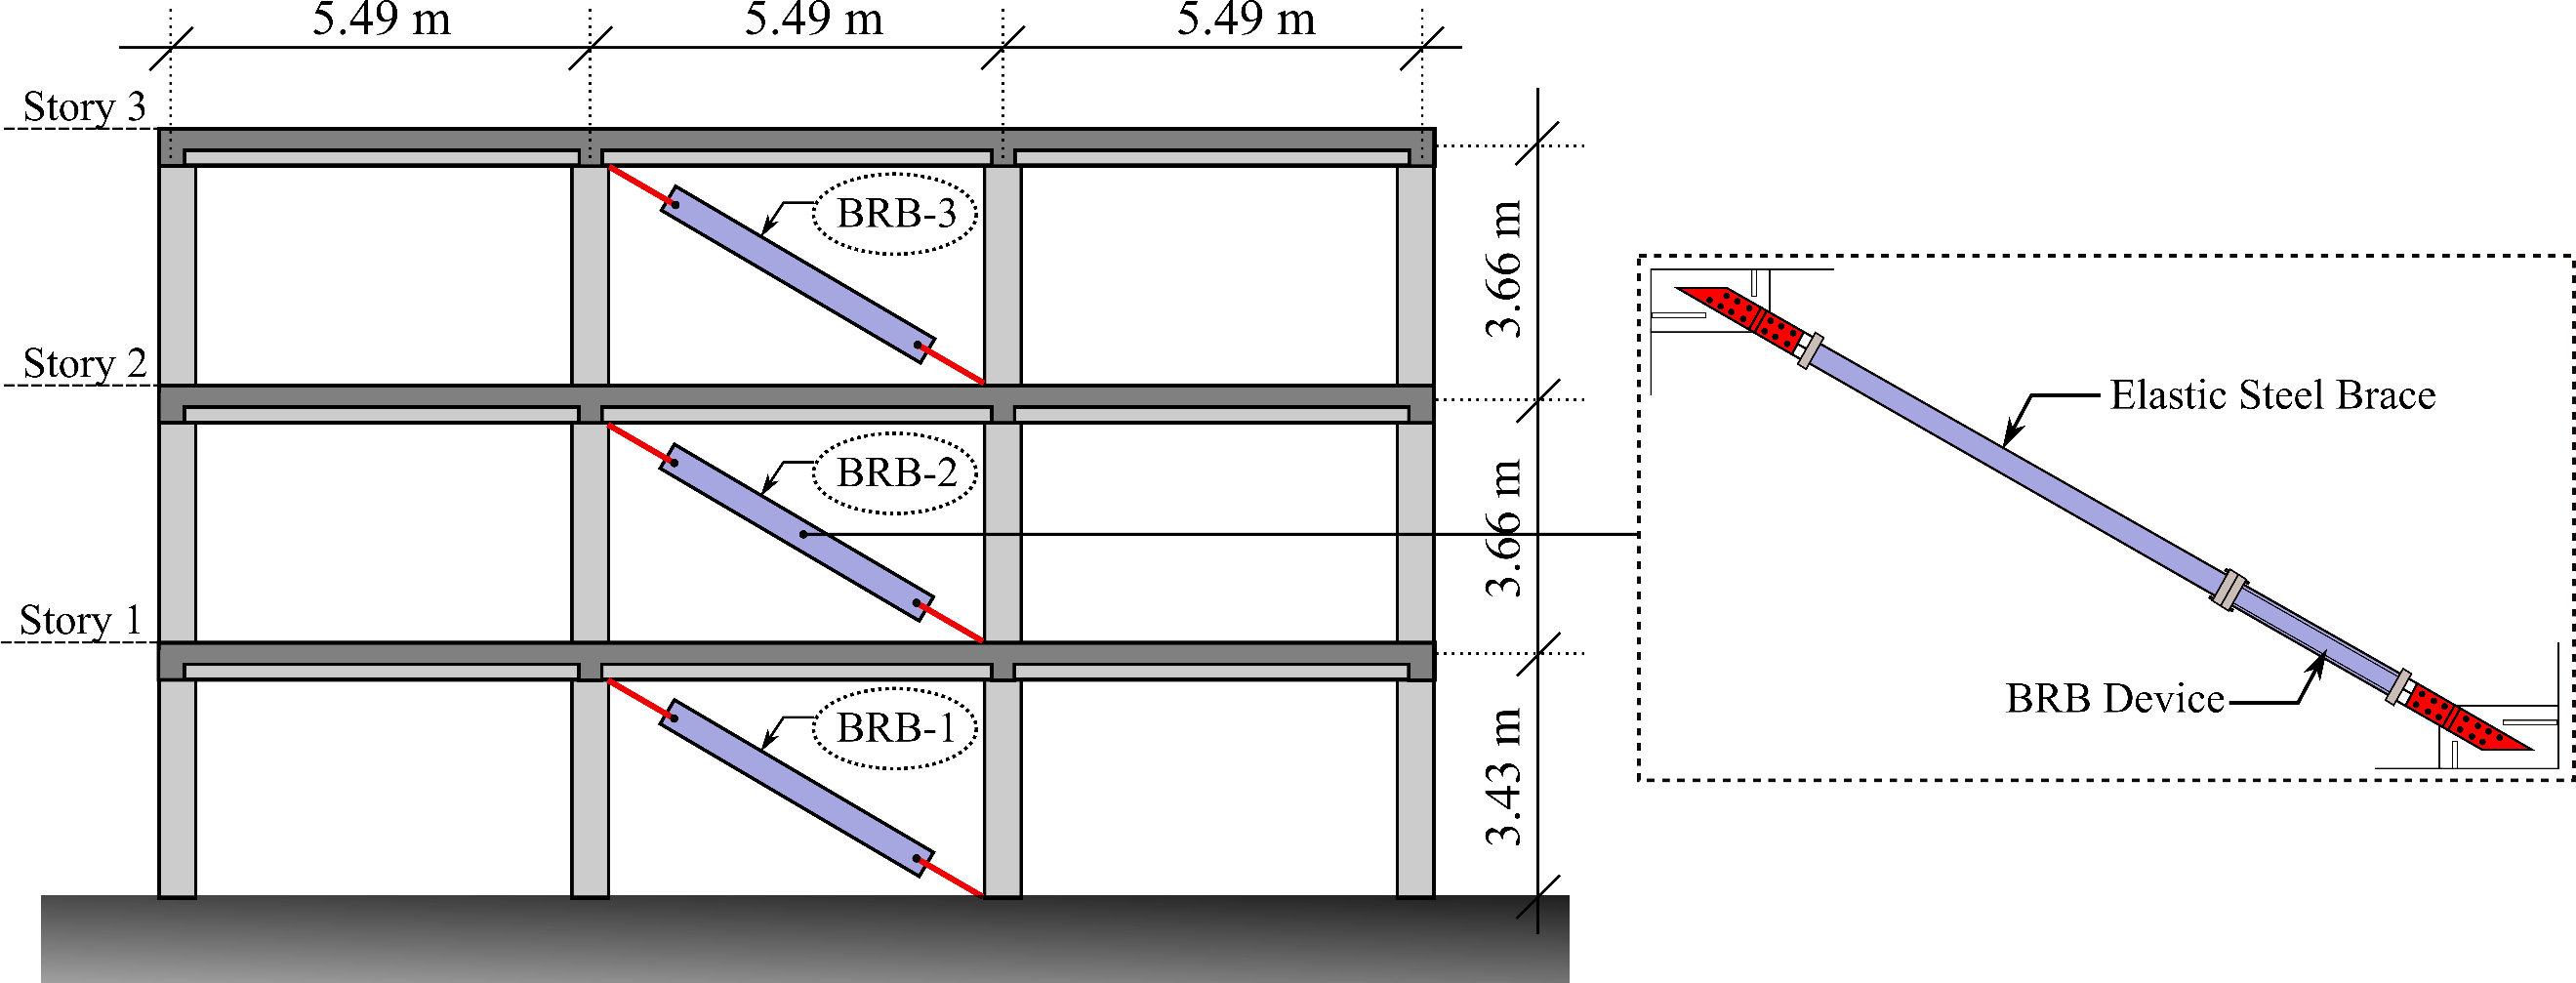 5.49 m
5.49 m
5.49 m
Story 3
BRB-3
3.66 m
Story 2
BRB-2
3.66 m
Elastic Steel Brace
Story 1
BRB Device
BRB-1
3.43 m